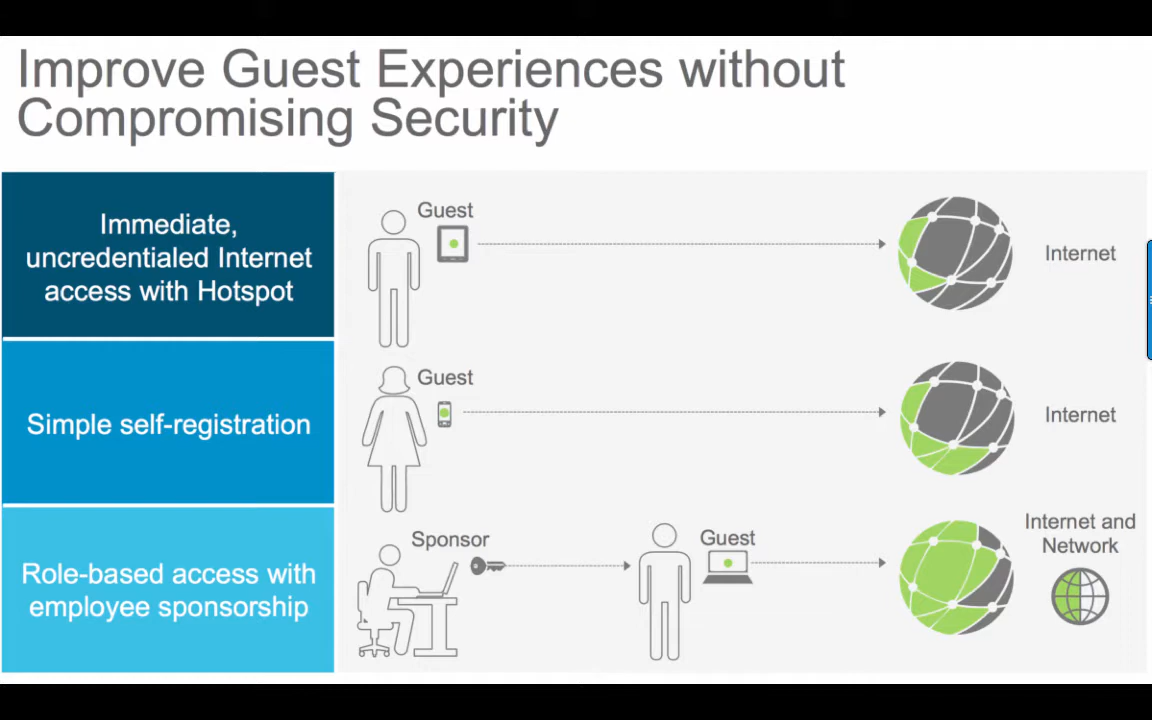 Improve Guest Experiences without
Compromising Security
Immediate,
uncredentialed Internet
access with Hotspot
Guest
Internet
Simple self-registration
Guest
Internet
Role-based access with
employee sponsorship
Sponsor
Guest
Internet and
Network